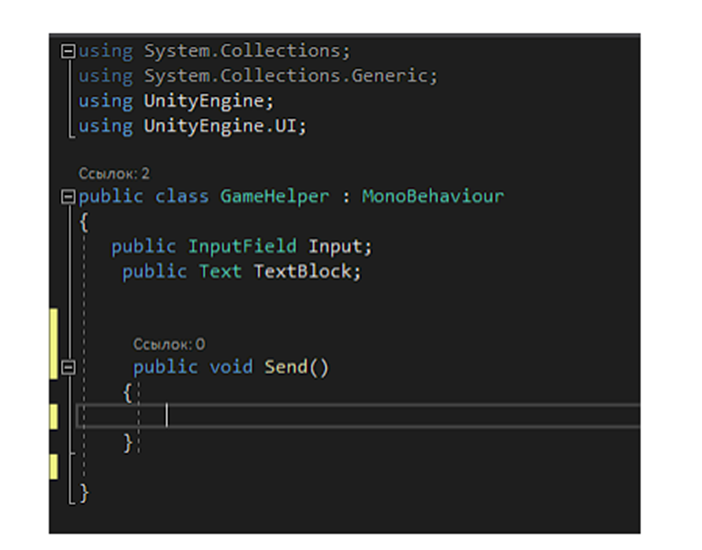 using System.Collections;
using System.Collections.Generic;
using UnityEngine;
using UnityEngine.UI;
Ссылок: 2
public class GameHelper : MonoBehaviour
{
public InputField Input;
public Text TextBlock;
Ссылок: 0
public void Send()
{
}
}